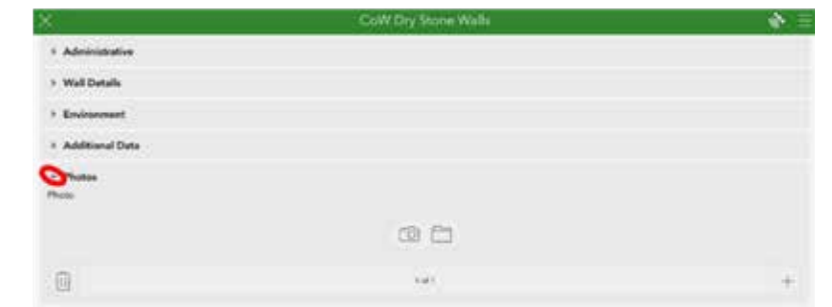 CoW Dry Stone Walls
Administrative
Wall Details
Environment
Additional Data
Photos
Photo
1 of 1